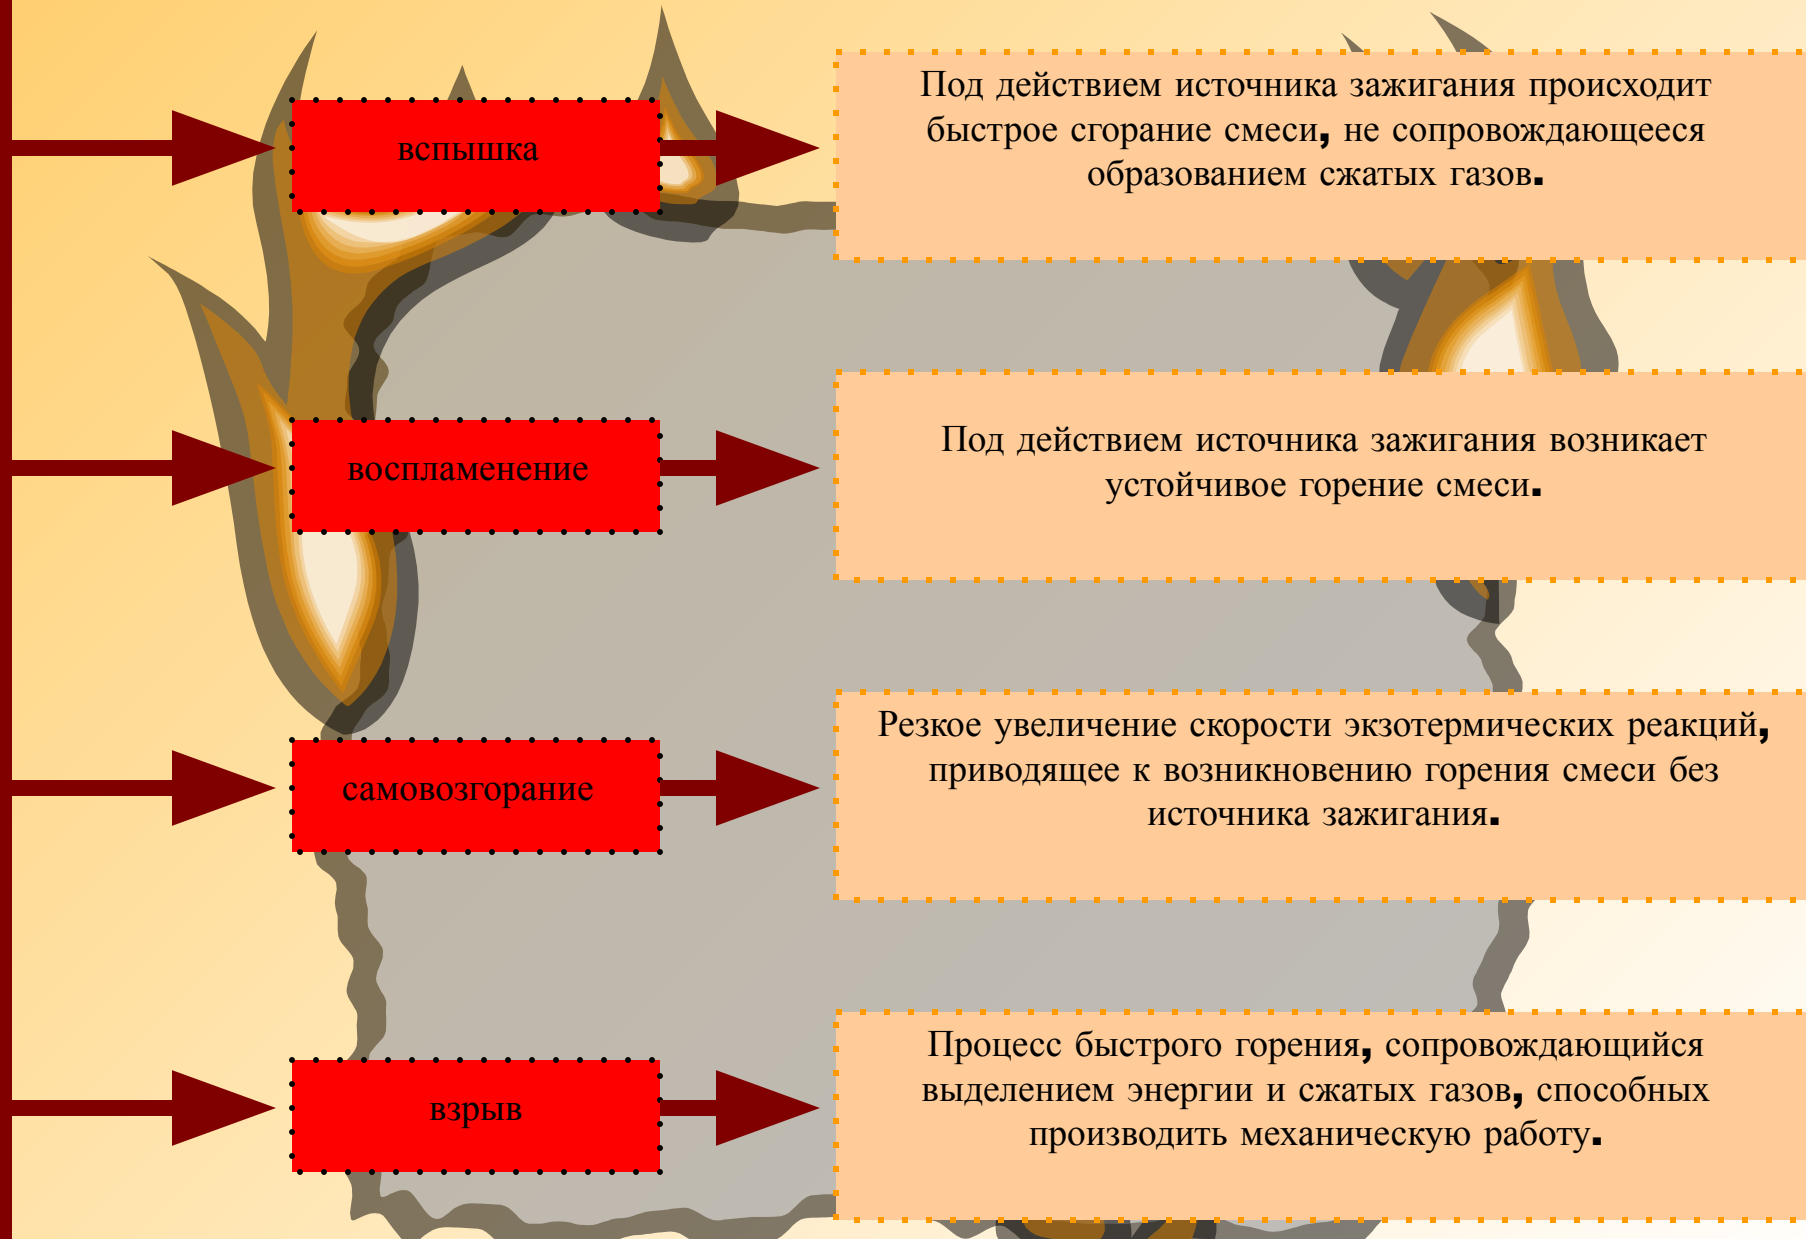 вспышка
Под действием источника зажигания происходит
быстрое сгорание смеси, не сопровождающееся
образованием сжатых газов.
воспламенение
Под действием источника зажигания возникает
устойчивое горение смеси.
самовозгорание
Резкое увеличение скорости экзотермических реакций,
приводящее к возникновению горения смеси без
источника зажигания.
взрыв
Процесс быстрого горения, сопровождающийся
выделением энергии и сжатых газов, способных
производить механическую работу.